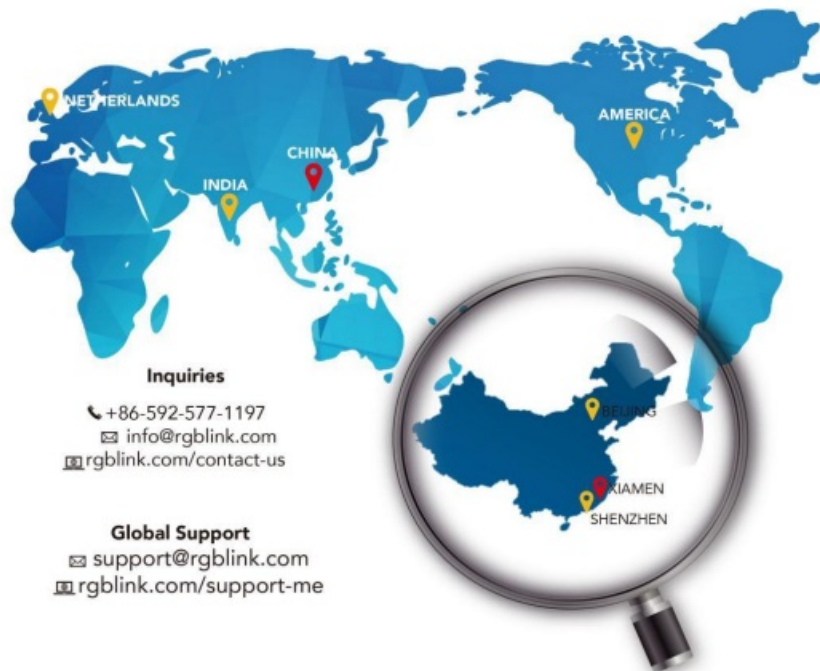 NETHERLANDS
AMERICA
CHINA
INDIA
Inquiries
+86-592-577-1197
info@rgblink.com
rgblink.com/contact-us
Global Support
support@rgblink.com
rgblink.com/support-me
BEIJING
XIAMEN
SHENZHEN